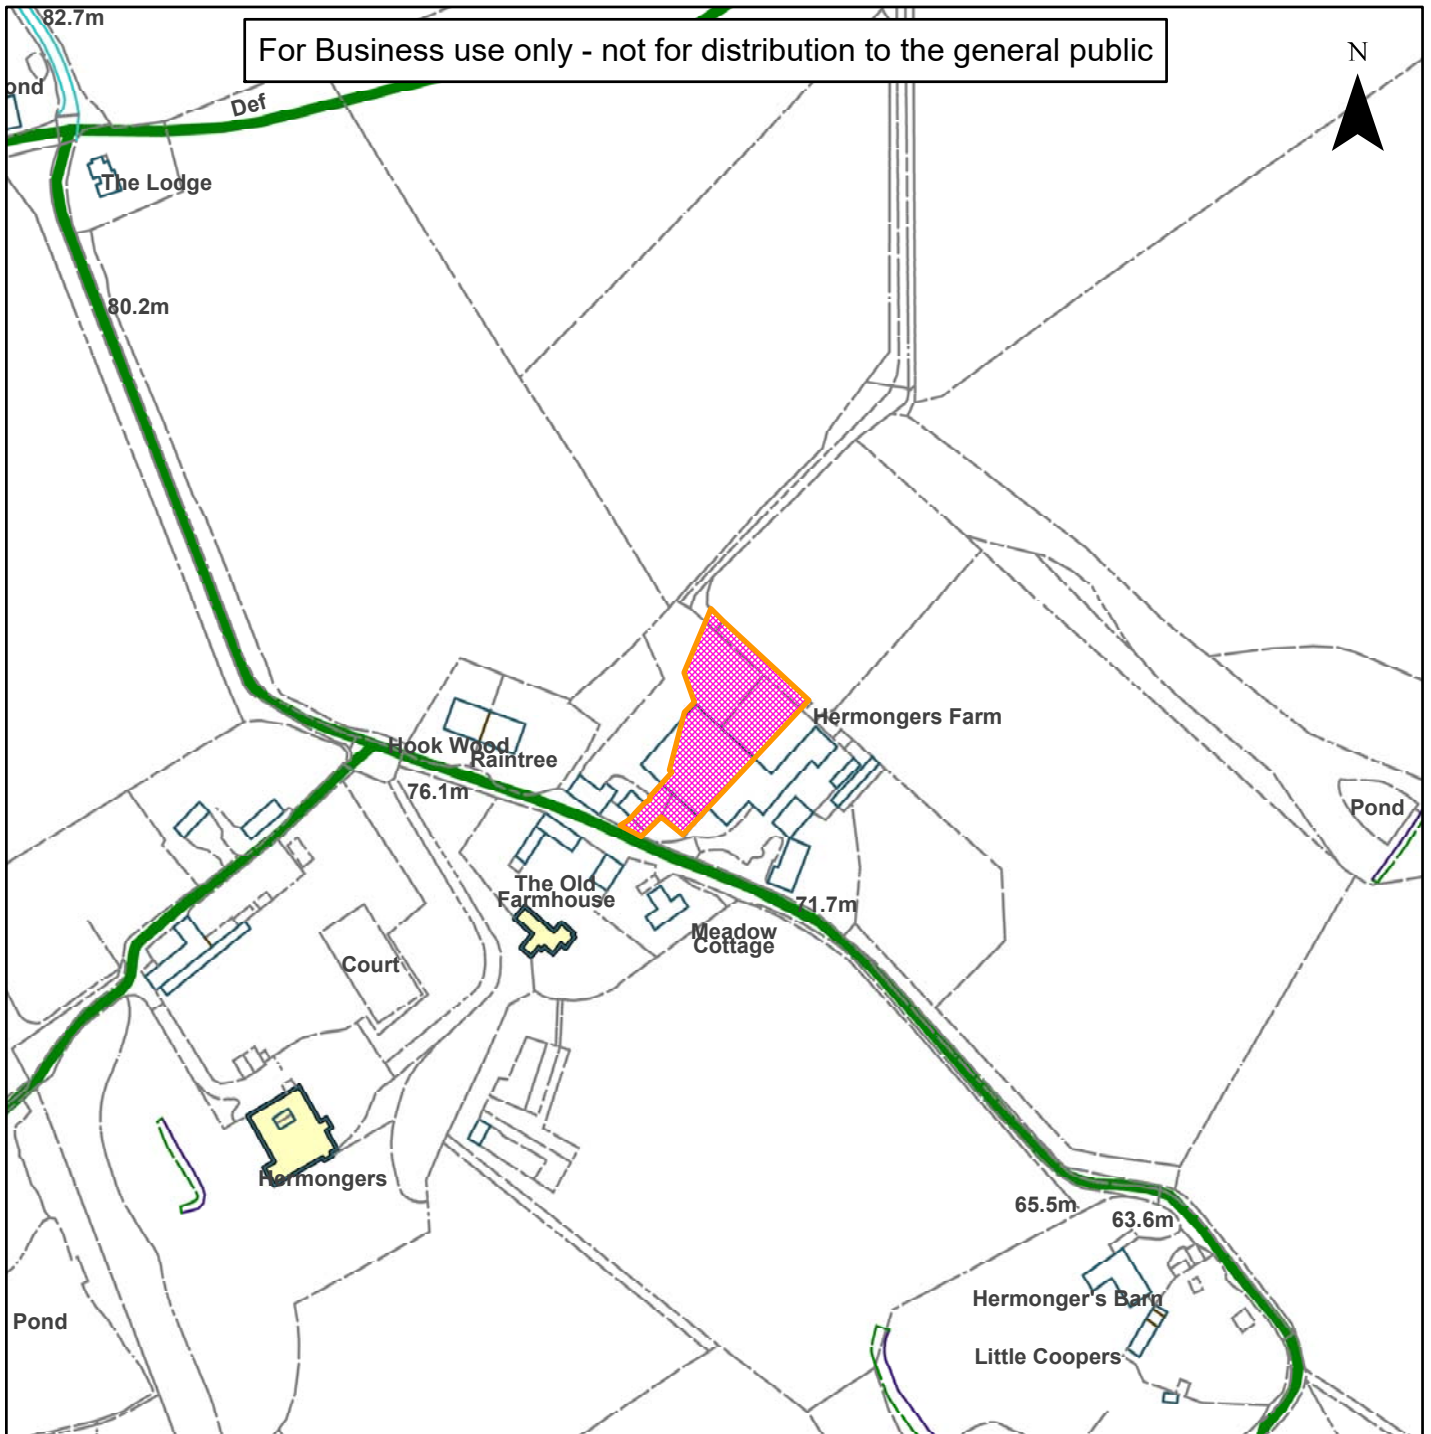 82.7m
For Business use only - not for distribution to the general public
N
ond
Def
The Lodge
80.2m
Hermongers Farm
Hook Wood
Raintree
76.1m
Pond
The Old
Farmhouse
71.7m
Meadow
Cottage
Court
Hermongers
65.5m
63.6m
Hermonger's Barn
Pond
Little Coopers